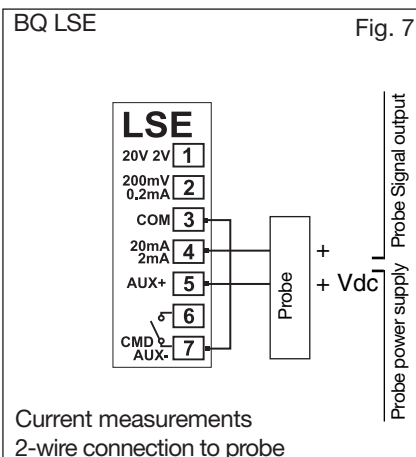 BQ LSE
Fig. 7
LSE
20V 2V 1
200mV
0.2mA 2
COM 3
20mA
2mA 4
AUX+ 5
6
CMD
AUX- 7
Probe
+
+ Vdc
Probe Signal output
Probe power supply
Current measurements
2-wire connection to probe